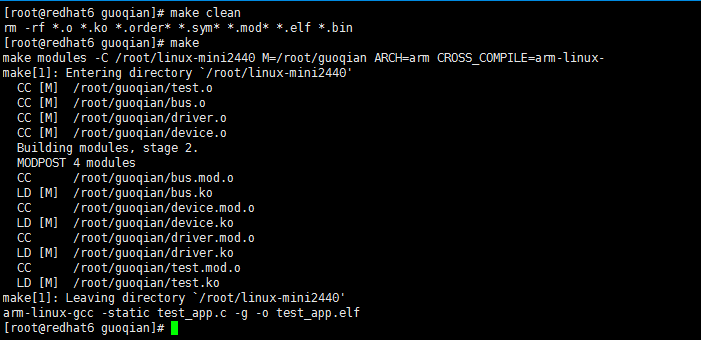 [root@redhat6 guoqian]# make clean
rm -rf *.o *.ko *.order* *.sym* *.mod* *.elf *.bin
[root@redhat6 guoqian]# make
make modules -C /root/linux-mini2440 M=/root/guoqian ARCH=arm CROSS_COMPILE=arm-linux-
make[1]: Entering directory `/root/linux-mini2440'
  CC [M]  /root/guoqian/test.o
  CC [M]  /root/guoqian/bus.o
  CC [M]  /root/guoqian/driver.o
  CC [M]  /root/guoqian/device.o
  Building modules, stage 2.
  MODPOST 4 modules
  CC      /root/guoqian/bus.mod.o
  LD [M]  /root/guoqian/bus.ko
  CC      /root/guoqian/device.mod.o
  LD [M]  /root/guoqian/device.ko
  CC      /root/guoqian/driver.mod.o
  LD [M]  /root/guoqian/driver.ko
  CC      /root/guoqian/test.mod.o
  LD [M]  /root/guoqian/test.ko
make[1]: Leaving directory `/root/linux-mini2440'
arm-linux-gcc -static test_app.c -g -o test_app.elf
[root@redhat6 guoqian]#